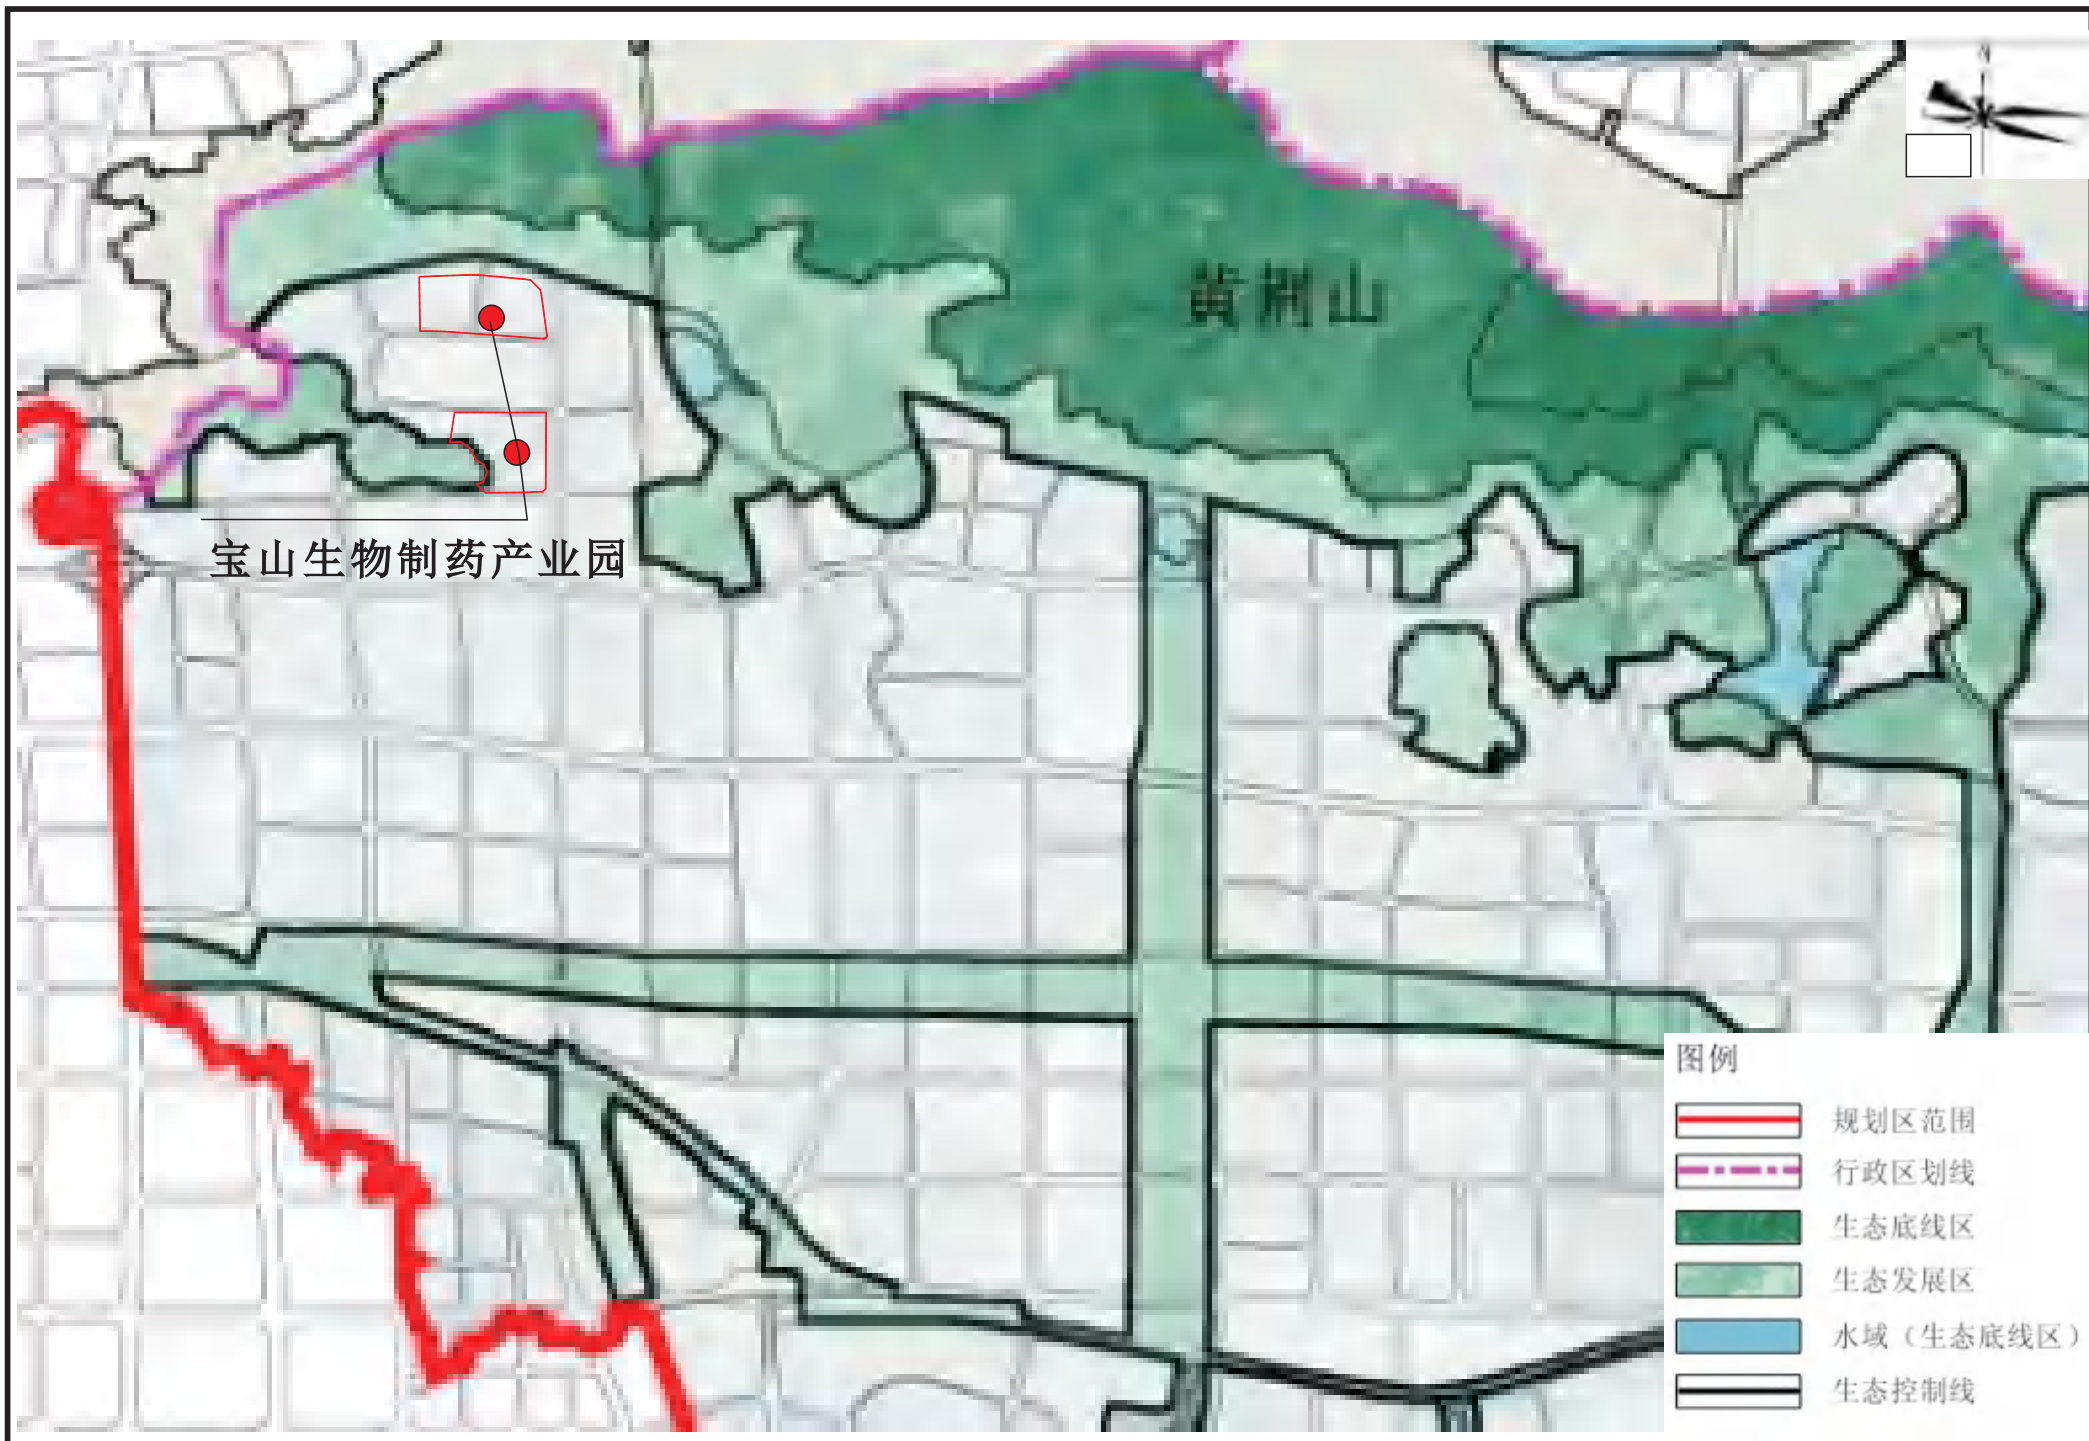 N
黄荆山
宝山生物制药产业园
图例
规划区范围
行政区划线
生态底线区
生态发展区
水域（生态底线区）
生态控制线